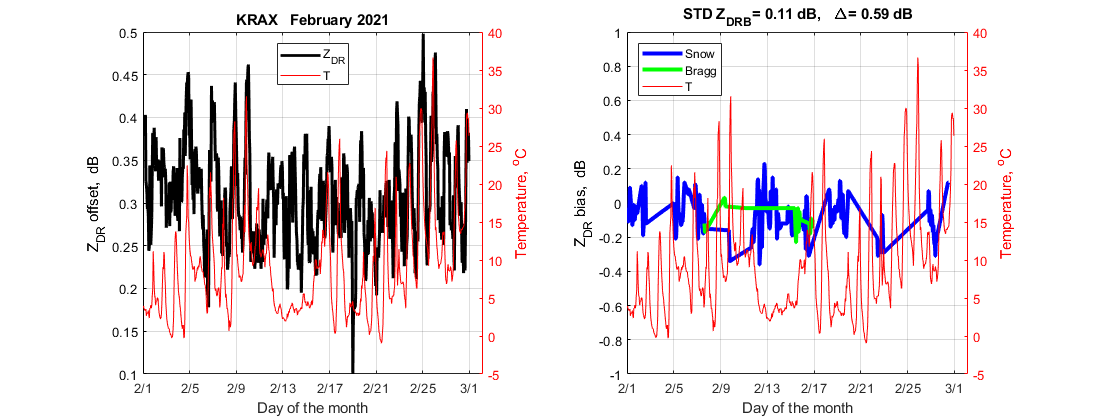 KRAX February 2021
ZDR
T
0.5
0.45
0.4
0.35
0.3
0.25
0.2
0.15
0.1
ZDR offset, dB
40
35
30
25
20
15
10
5
0
-5
Temperature, °C
2/1 2/5 2/9 2/13 2/17 2/21 2/25 3/1
Day of the month
STD ZDRB= 0.11 dB, Δ= 0.59 dB
Snow
Bragg
T
1
0.8
0.6
0.4
0.2
0
-0.2
-0.4
-0.6
-0.8
-1
ZDR bias, dB
40
35
30
25
20
15
10
5
0
-5
Temperature, °C
2/1 2/5 2/9 2/13 2/17 2/21 2/25 3/1
Day of the month